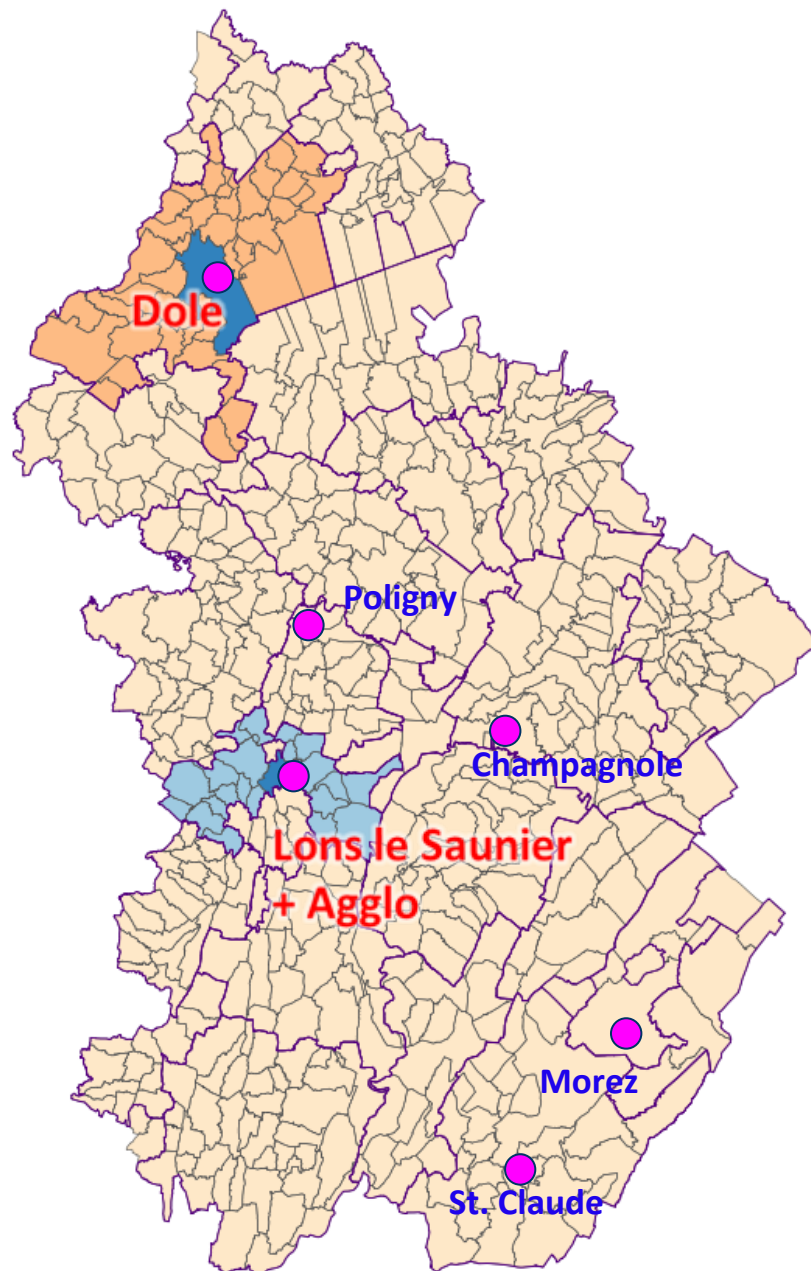 Dole
Poligny
Champagnole
Lons le Saunier
+ Agglo
Morez
St. Claude